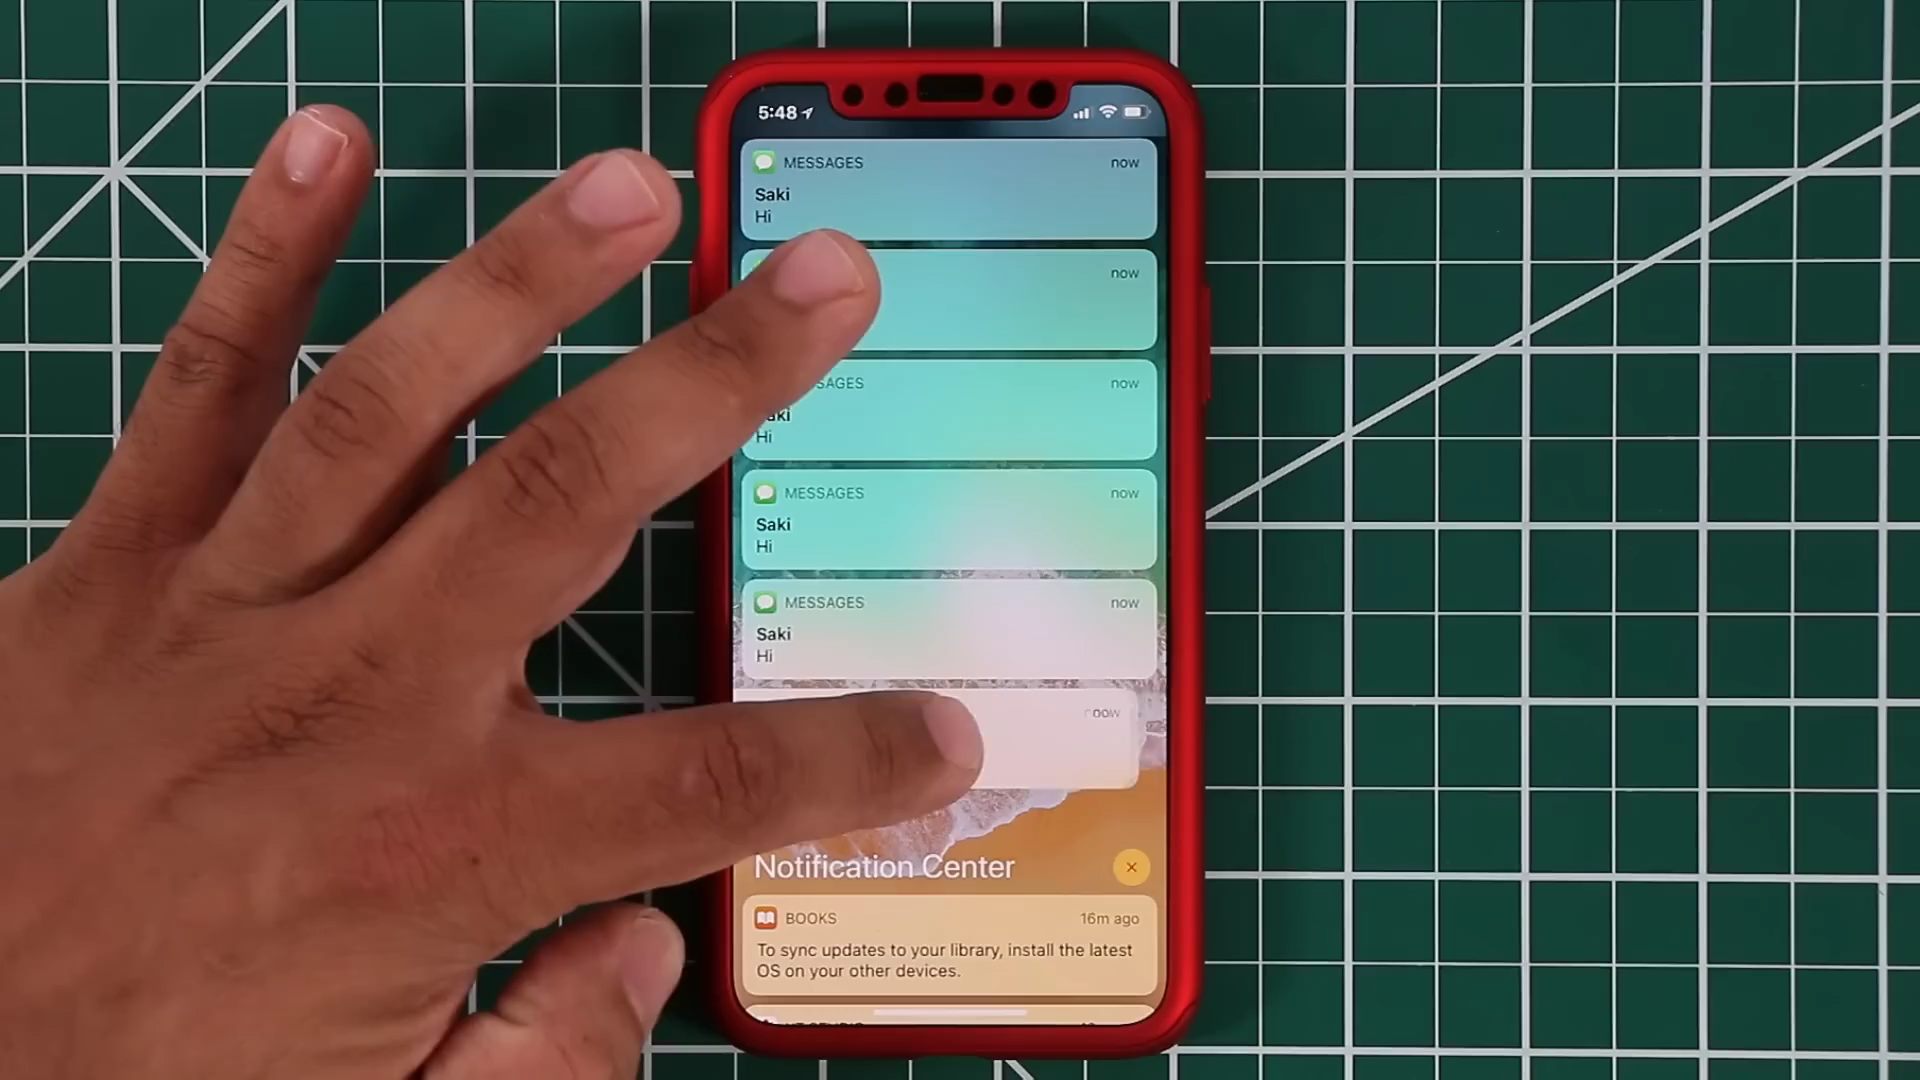 5:48
MESSAGES now
Saki
Hi
now
now
Hi
MESSAGES now
Saki
Hi
MESSAGES now
Saki
Hi
Notification Center
BOOKS 16m ago
To sync updates to your library, install the latest
OS on your other devices.